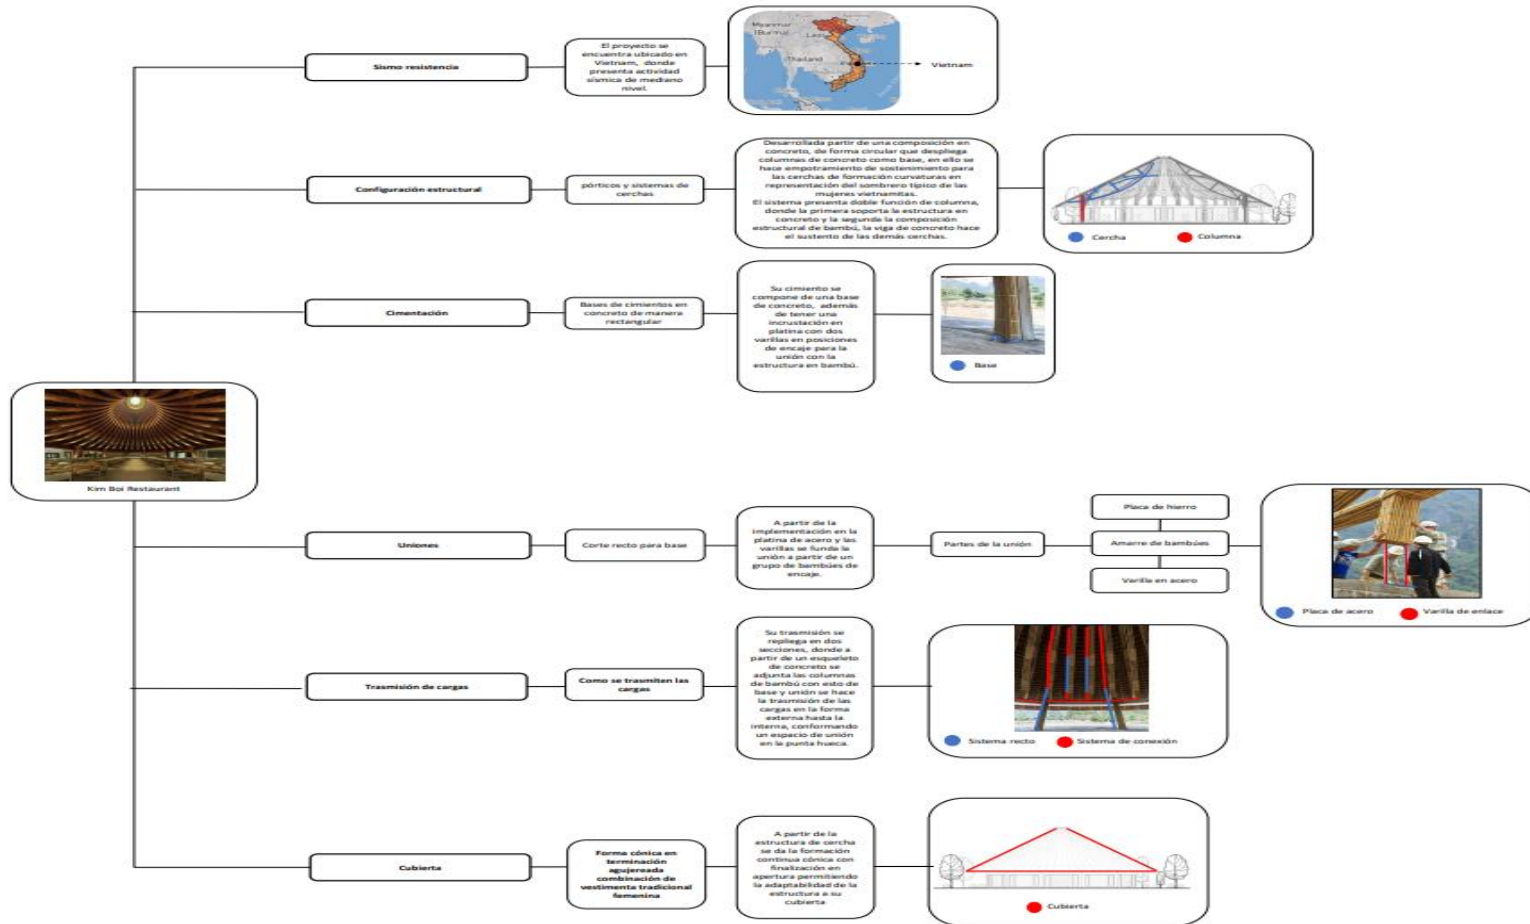 Sismo resistencia
El proyecto se
encuentra ubicado en
Vietnam, donde
presenta actividad
sísmica de mediano
nivel.
Myanmar
(Burma)
Laos
Thailand
Vietnam
Configuración estructural
pórticos y sistemas de
cerchas
Desarrollada partir de una composición en
concreto, de forma circular que despliega
columnas de concreto como base, en ello se
hace empotramiento de sostenimiento para
las cerchas de formación curvaturas en
representación del sombrero típico de las
mujeres vietnamitas.
El sistema presenta doble función de columna,
donde la primera soporta la estructura en
concreto y la segunda la composición
estructural de bambú, la viga de concreto hace
el sustento de las demás cerchas.
Cercha
Columna
Cimentación
Bases de cimientos en
concreto de manera
rectangular
Su cimiento se
compone de una base
de concreto, además
de tener una
incrustación en
platina con dos
varillas en posiciones
de encaje para la
unión con la
estructura en bambú.
Base
Kim Boi Restaurant
Uniones
Corte recto para base
A partir de la
implementación en la
platina de acero y las
varillas se funda la
unión a partir de un
grupo de bambúes de
encaje.
Partes de la unión
Placa de hierro
Amarre de bambúes
Varilla en acero
Placa de acero
Varilla de enlace
Trasmisión de cargas
Como se trasmiten las
cargas
Su trasmisión se
repliega en dos
secciones, donde a
partir de un esqueleto
de concreto se
adjunta las columnas
de bambú con esto de
base y unión se hace
la trasmisión de las
cargas en la forma
externa hasta la
interna, conformando
un espacio de unión
en le punta hueca.
Sistema recto
Sistema de conexión
Cubierta
Forma cónica en
terminación
agujereada
combinación de
vestimenta tradicional
femenina
A partir de la
estructura de cercha
se da la formación
continua cónica con
finalización en
apertura permitiendo
la adaptabilidad de la
estructura a su
cubierta
Cubierta